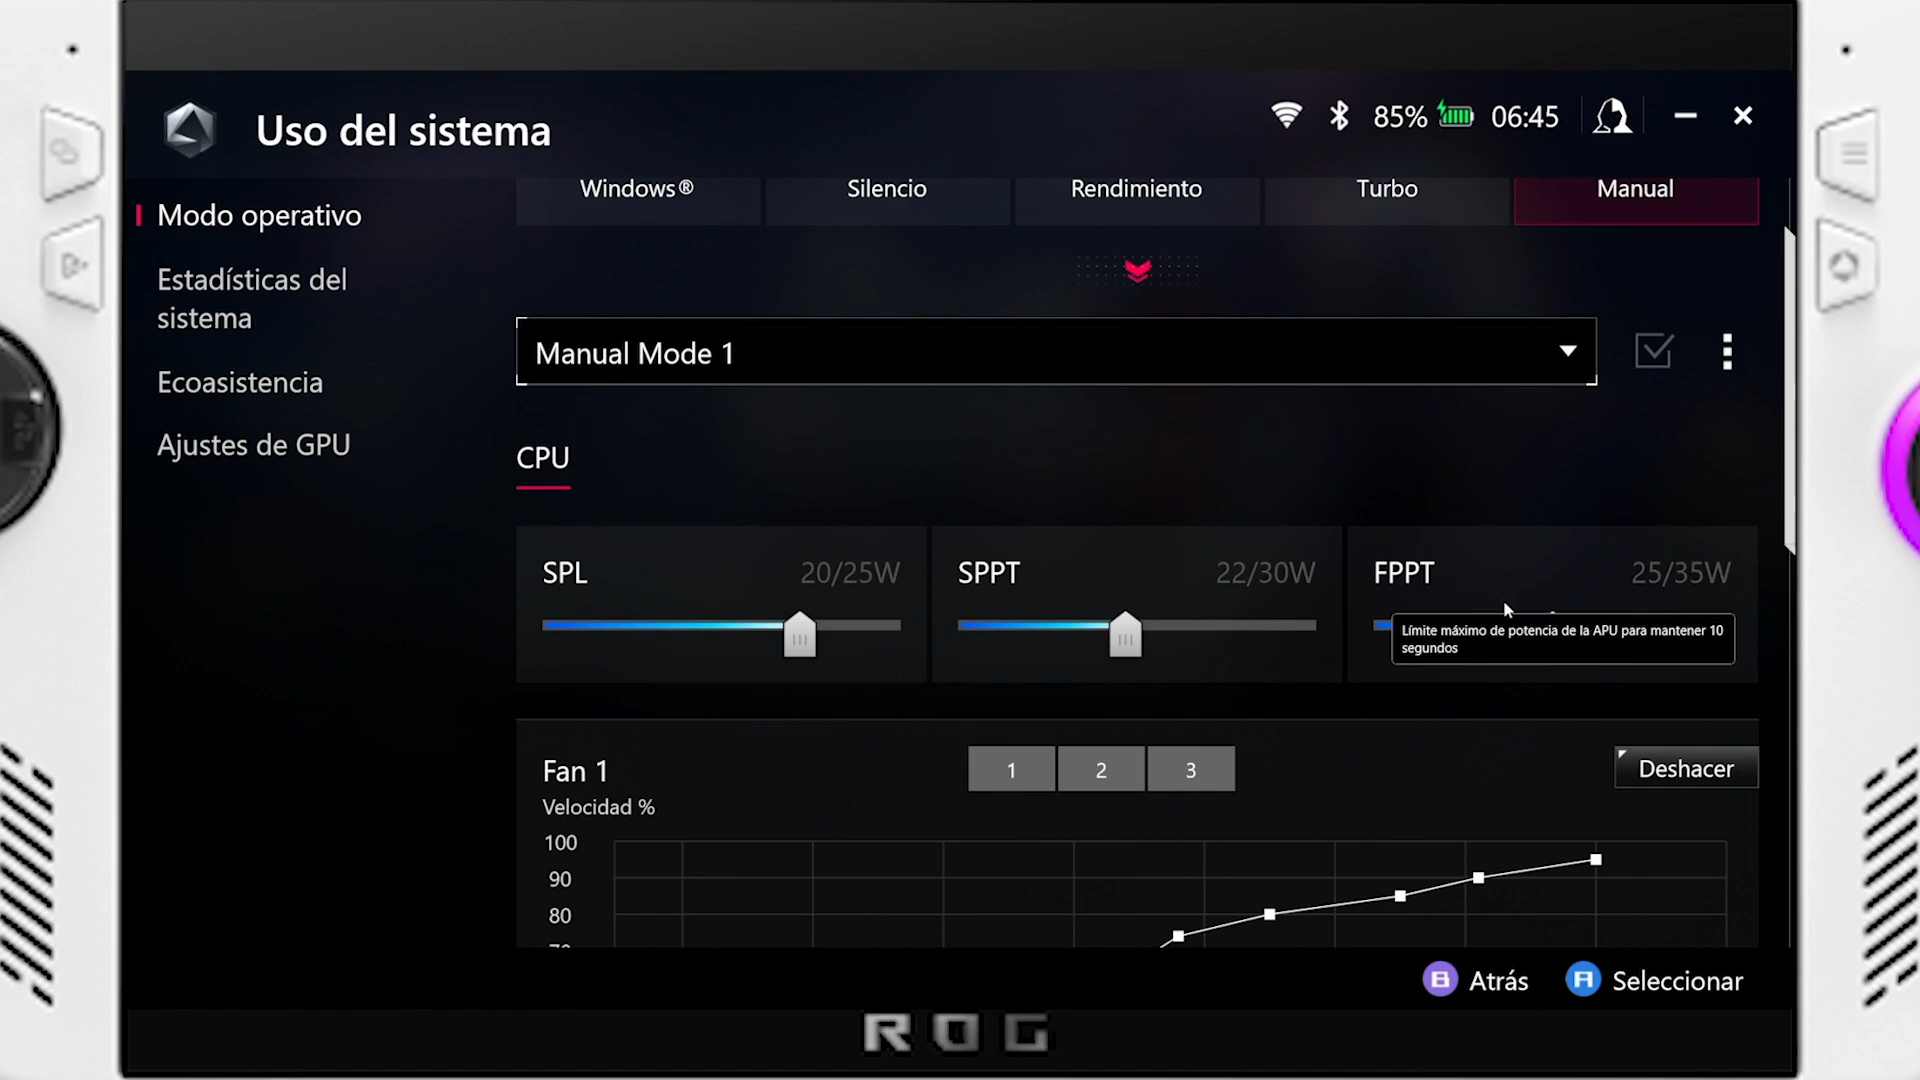 Uso del sistema
85%
06:45
Modo operativo
Estadísticas del
sistema
Ecoasistencia
Ajustes de GPU
Windows®
Silencio
Rendimiento
Turbo
Manual
Manual Mode 1
CPU
SPL
20/25W
SPPT
22/30W
FPPT
25/35W
Límite máximo de potencia de la APU para mantener 10
segundos
Fan 1
1
2
3
Deshacer
Velocidad %
100
90
80
B Atrás
A Seleccionar
ROG